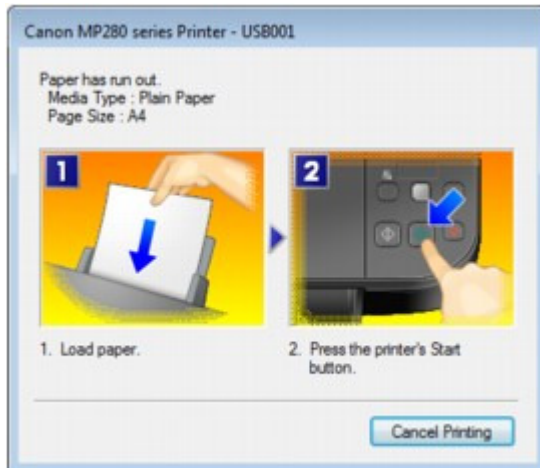 Canon MP280 series Printer - USB001
Paper has run out.
Media Type : Plain Paper
Page Size : A4
1
2
1. Load paper.
2. Press the printer's Start
button.
Cancel Printing